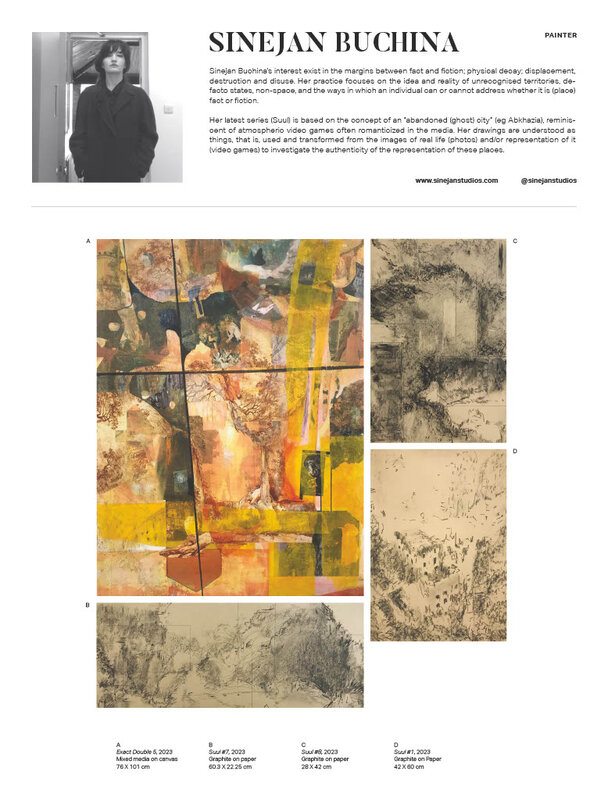 SINEJAN BUCHINA
PAINTER
Sinejan Buchina's interest exist in the margins between fact and fiction; physical decay; displacement,
destruction and disuse. Her practice focuses on the idea and reality of unrecognised territories, de-
facto states, non-space, and the ways in which an individual can or cannot address whether it is (place)
fact or fiction.
Her latest series (Suul) is based on the concept of an "abandoned (ghost) city" (eg Abkhazia), reminis-
cent of atmospheric video games often romanticized in the media. Her drawings are understood as
things, that is, used and transformed from the images of real life (photos) and/or representation of it
(video games) to investigate the authenticity of the representation of these places.
www.sinejanstudios.com
@sinejanstudios
A
C
D
B
A
Exact Double 5, 2023
Mixed media on canvas
76 X 101 cm
B
Suul #7, 2023
Graphite on paper
60.3 X 22.25 cm
C
Suul #8, 2023
Graphite on paper
28 X 42 cm
D
Suul #1, 2023
Graphite on Paper
42 X 60 cm